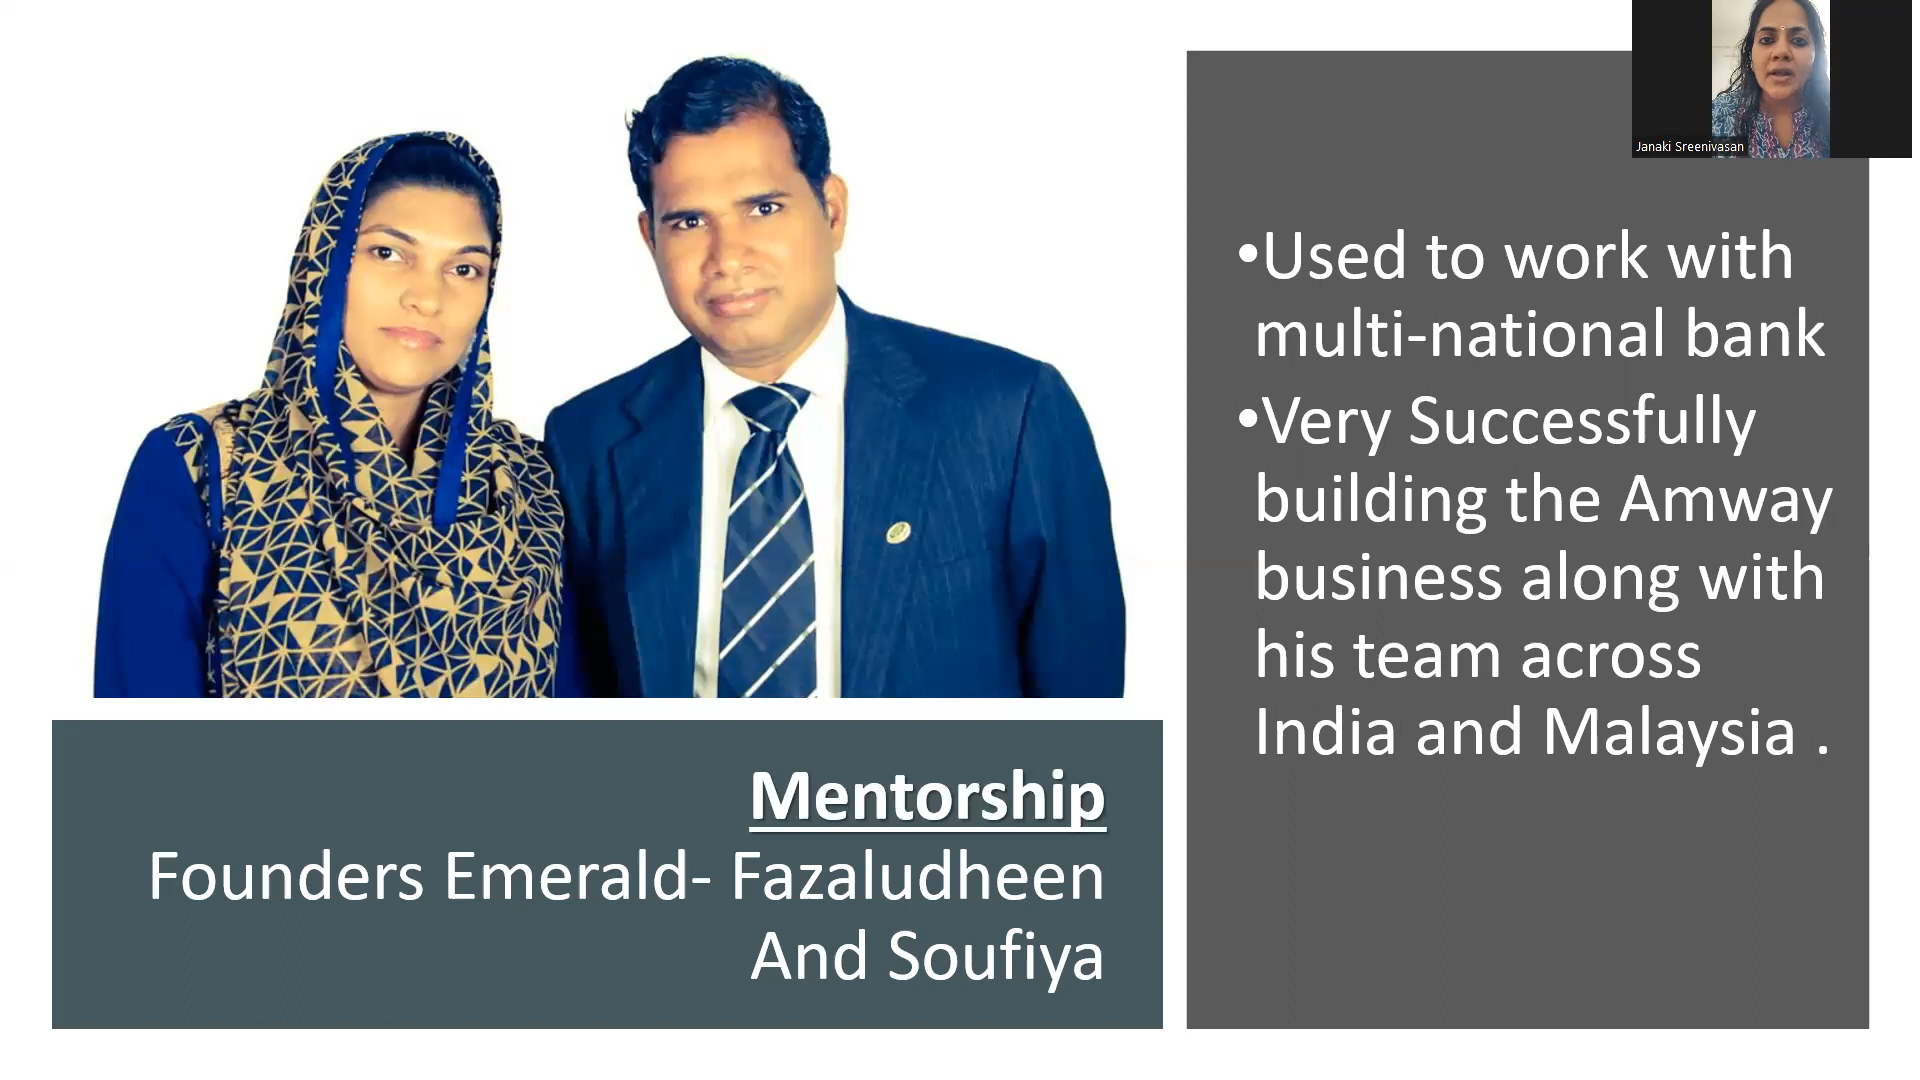 Janaki Sreenivasan
•Used to work with
multi-national bank
•Very Successfully
building the Amway
business along with
his team across
India and Malaysia .
Mentorship
Founders Emerald- Fazaludheen
And Soufiya